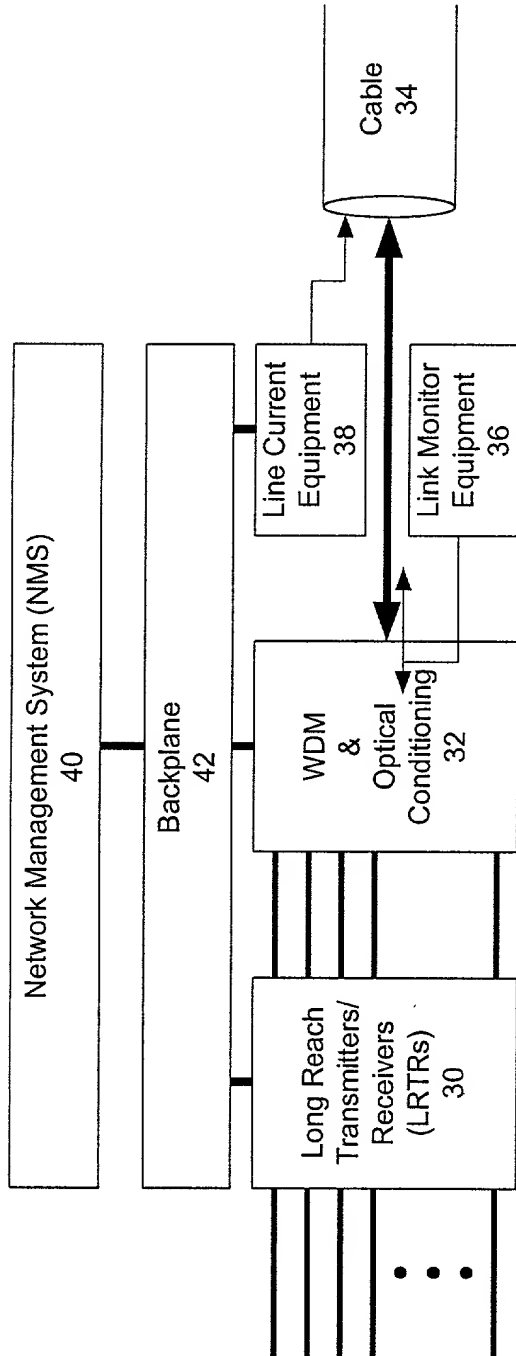 Network Management System (NMS)
40
Backplane
42
Long Reach
Transmitters/
Receivers
(LRTRs)
30
WDM
&
Optical
Conditioning
32
Line Current
Equipment
38
Link Monitor
Equipment
36
Cable
34